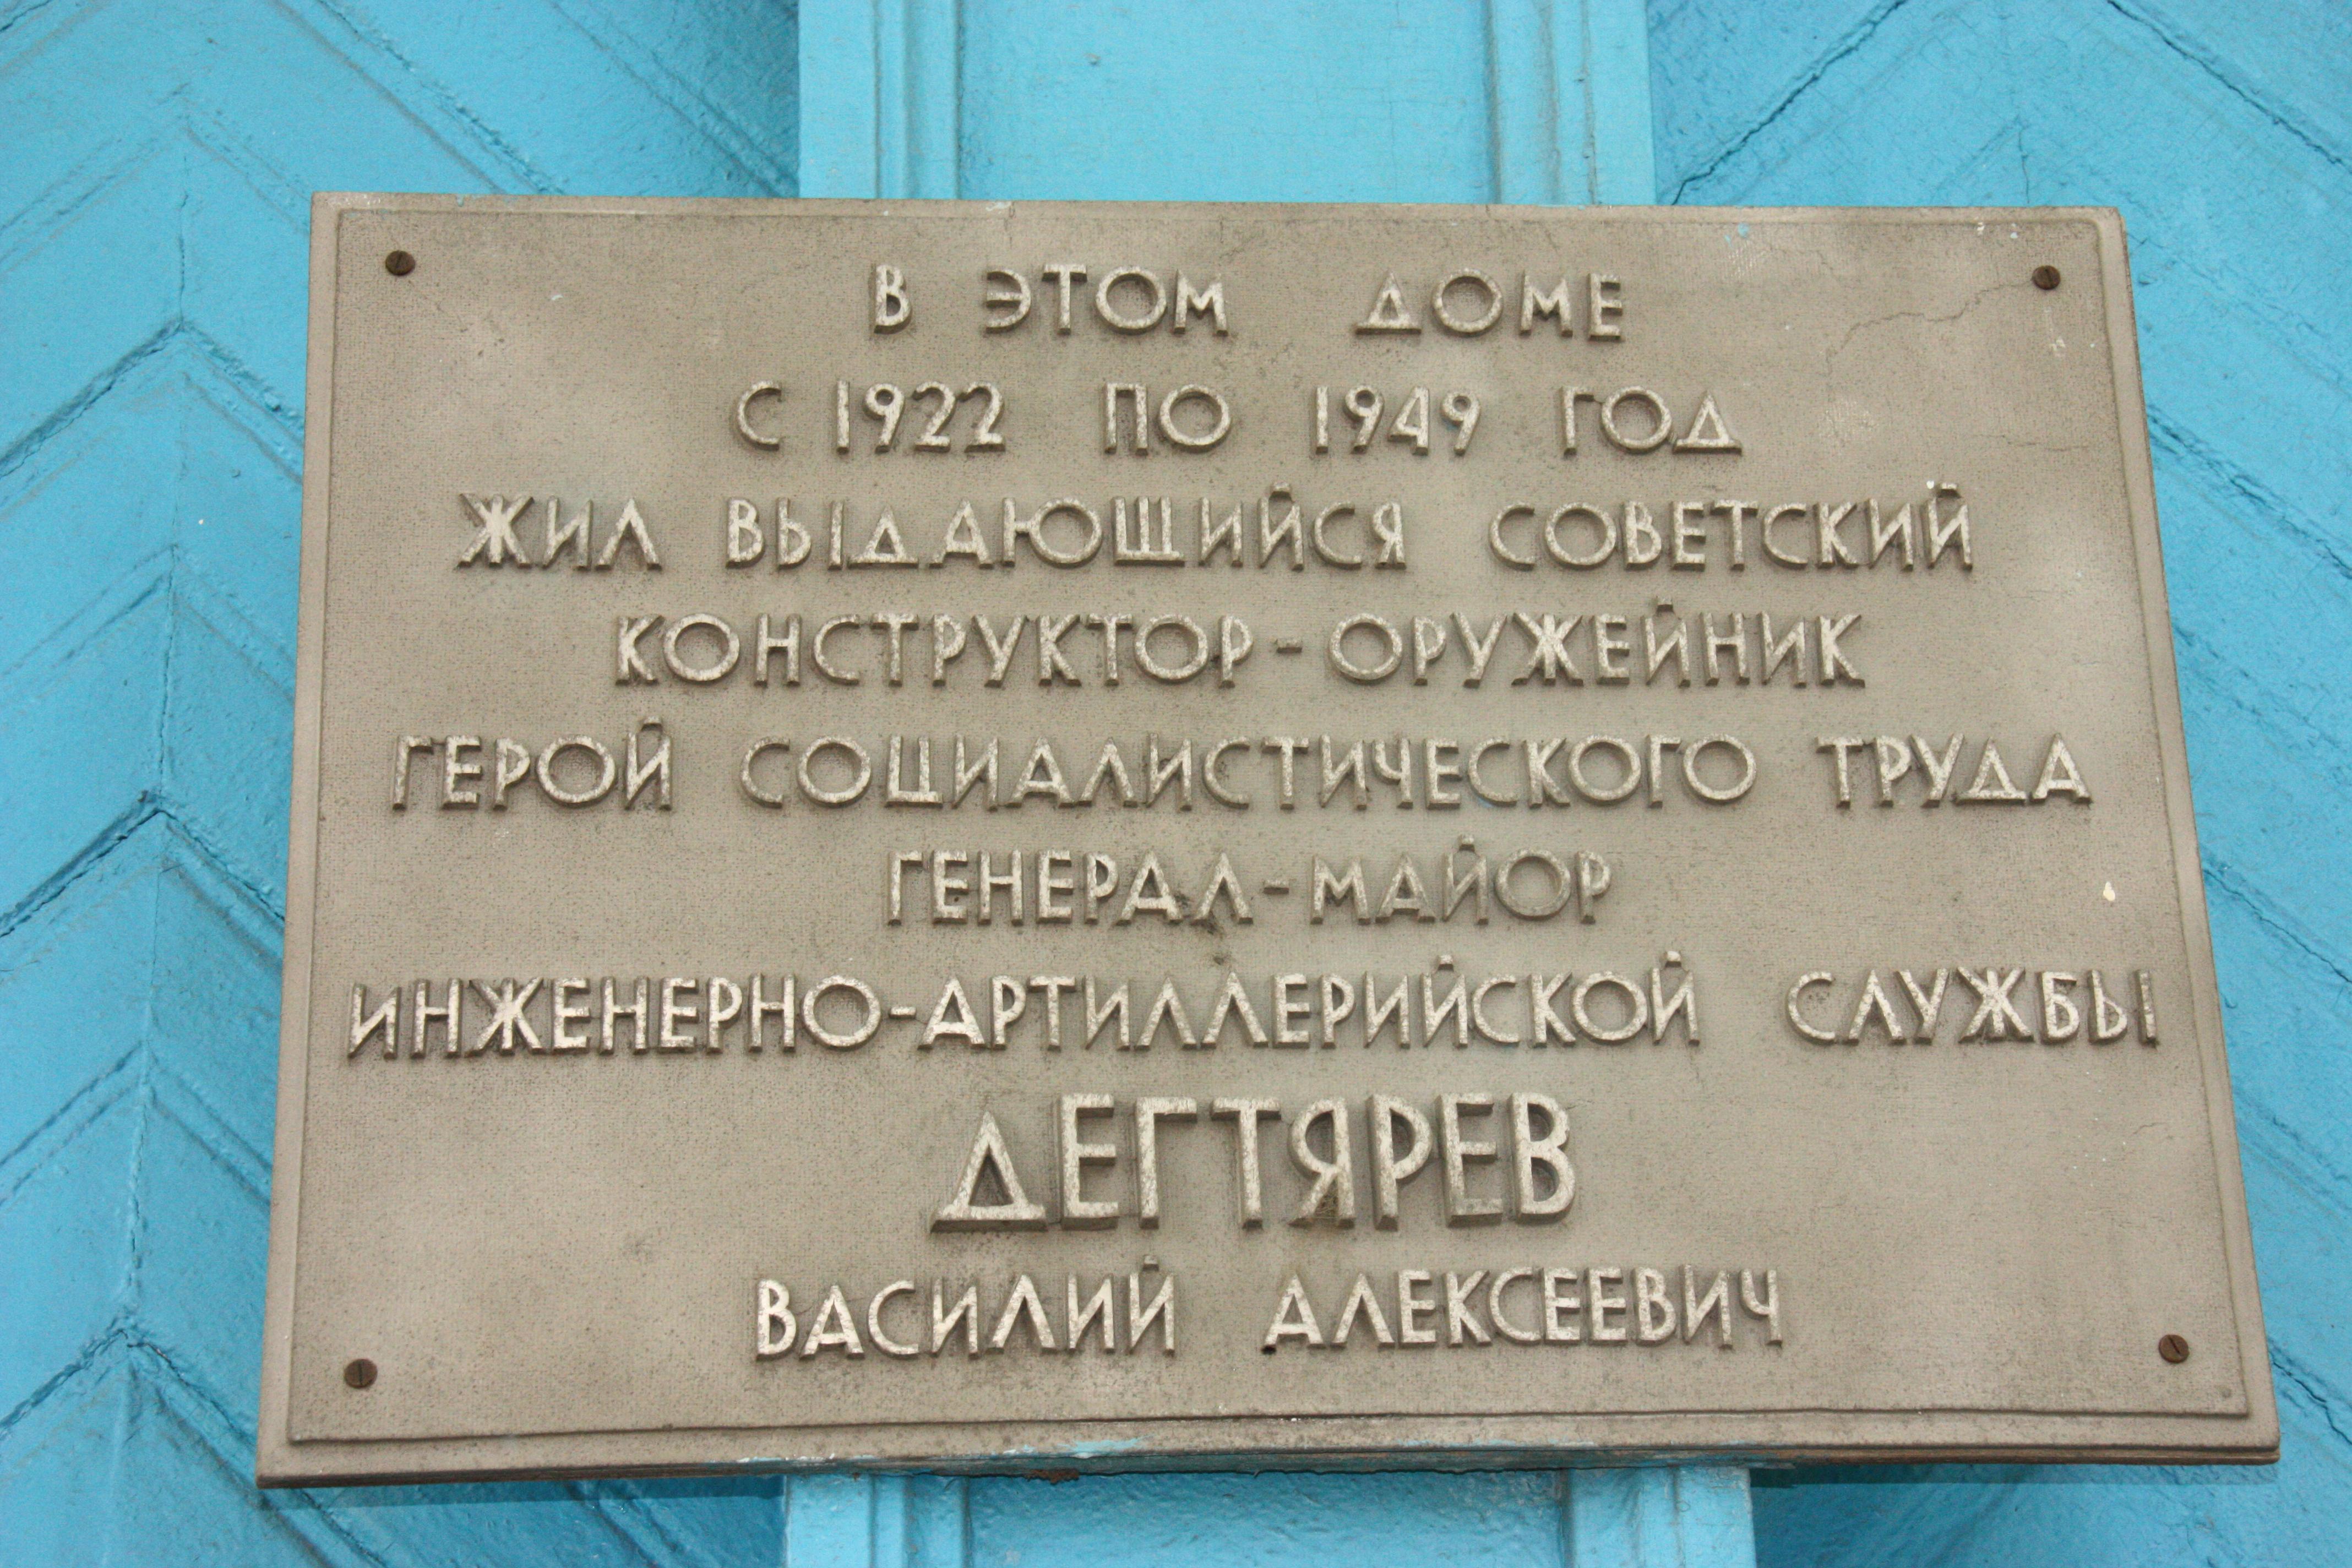 В ЭТОМ ДОМЕ
С 1922 ПО 1949 ГОД
ЖИЛ ВЫДАЮЩИЙСЯ СОВЕТСКИЙ
КОНСТРУКТОР-ОРУЖЕЙНИК
ГЕРОЙ СОЦИАЛИСТИЧЕСКОГО ТРУДА
ГЕНЕРАЛ-МАЙОР
ИНЖЕНЕРНО-АРТИЛЛЕРИЙСКОЙ СЛУЖБЫ
ДЕГТЯРЕВ
ВАСИЛИЙ АЛЕКСЕЕВИЧ